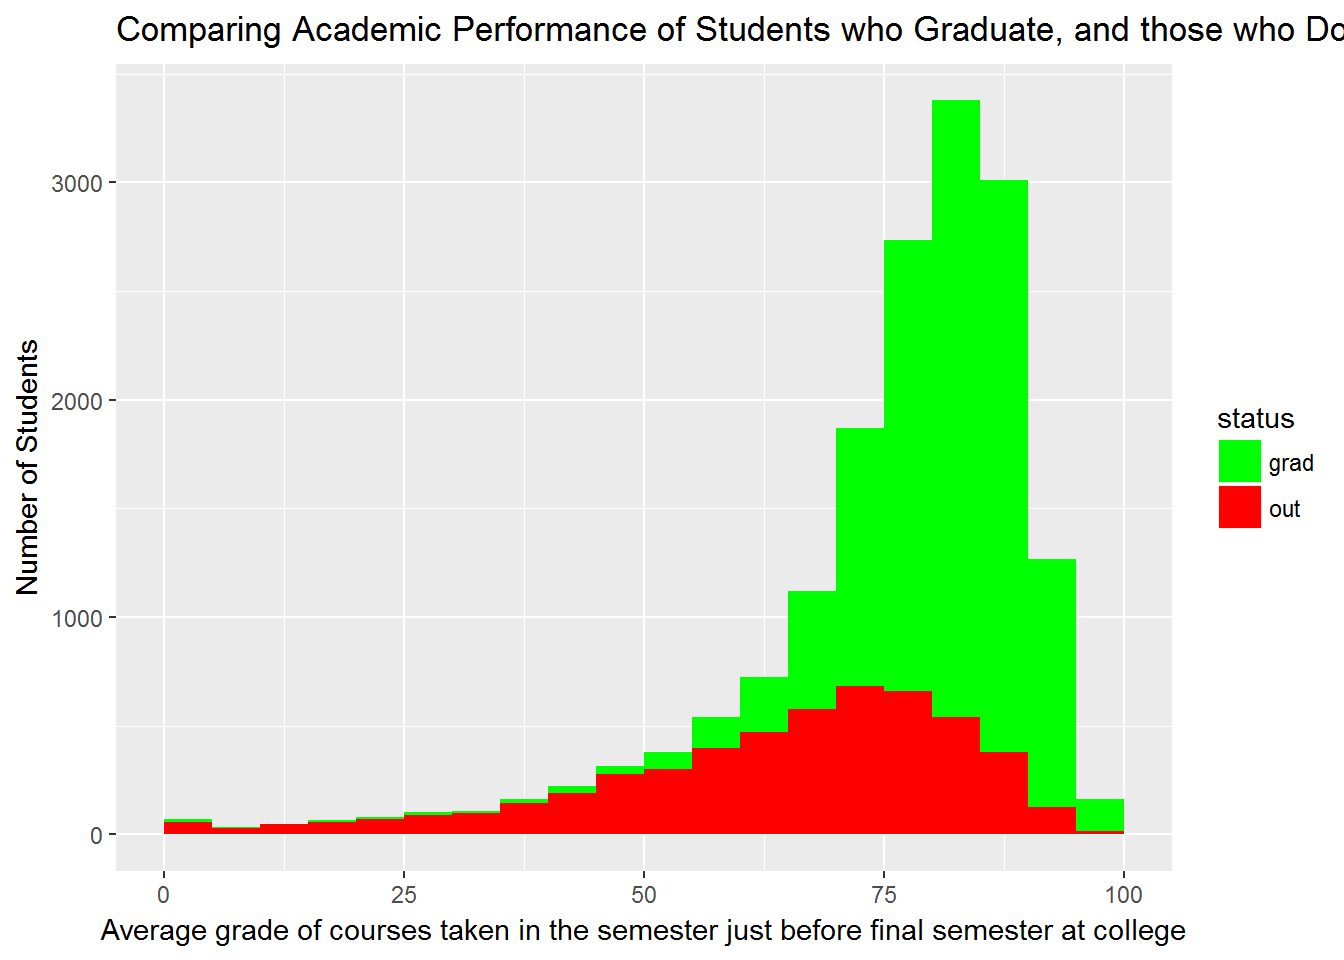 Comparing Academic Performance of Students who Graduate, and those who Do
3000
2000
1000
0
Number of Students
0 25 50 75 100
Average grade of courses taken in the semester just before final semester at college
status
grad
out